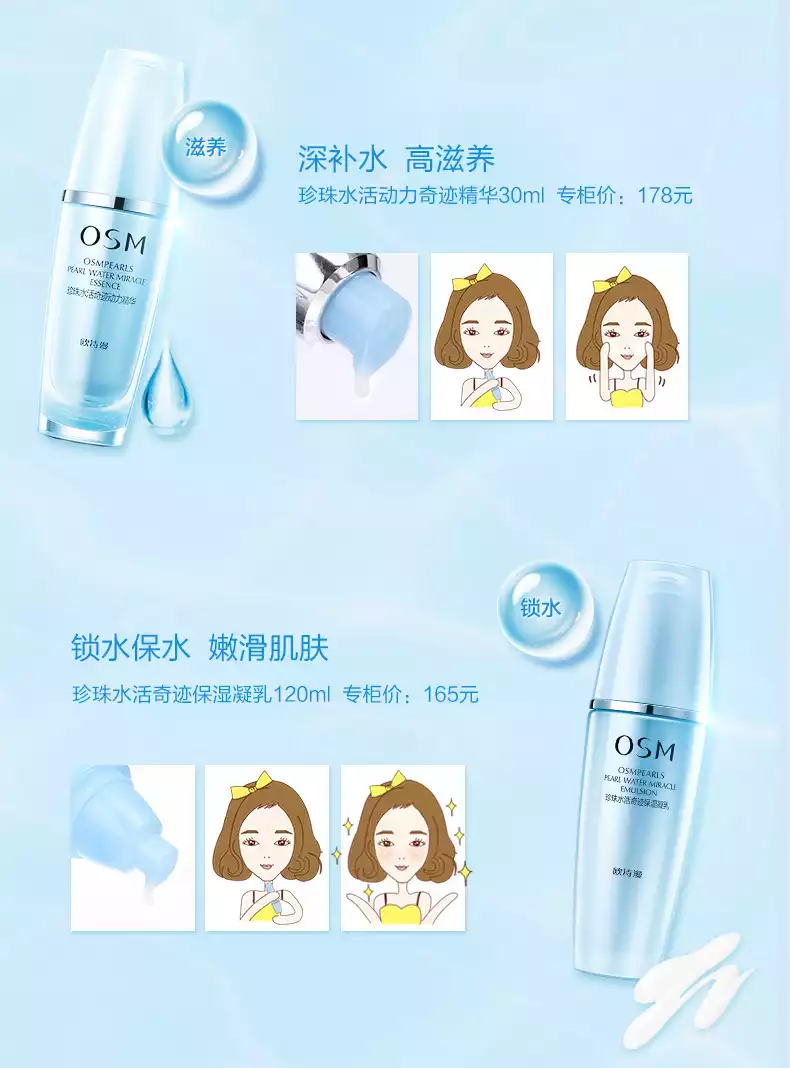 滋养
深补水 高滋养
珍珠水活动力奇迹精华30ml 专柜价：178元
OSM
OSMPEARLS
PEARL WATER MIRACLE
ESSENCE
珍珠水活奇迹动力精华
欧诗漫
锁水
锁水保水 嫩滑肌肤
珍珠水活奇迹保湿凝乳120ml 专柜价：165元
OSM
OSMPEARLS
PEARL WATER MIRACLE
EMULSION
珍珠水活奇迹保湿凝乳
欧诗漫